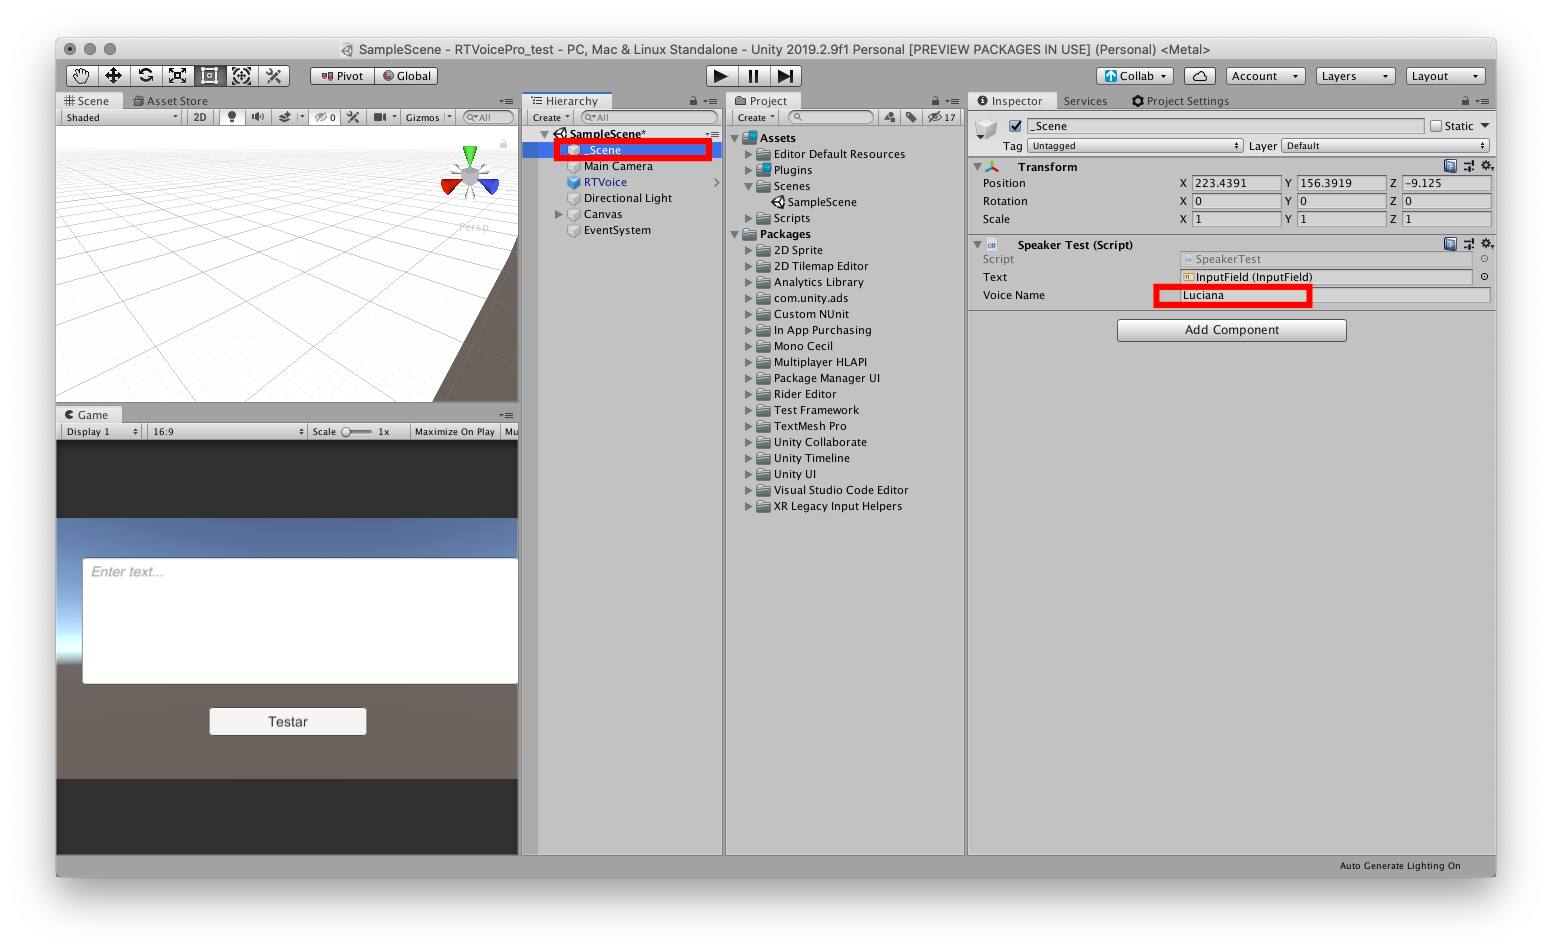 SampleScene - RTVoicePro_test - PC, Mac & Linux Standalone - Unity 2019.2.9f1 Personal [PREVIEW PACKAGES IN USE] (Personal) <Metal>
Pivot Global Collab Account Layers Layout
Scene Asset Store
Shaded 2D 0 Gizmos All
Persp
Game
Display 1 16:9 Scale 1x Maximize On Play Mu
Enter text...
Testar
Hierarchy
Create All
SampleScene*
_Scene
Main Camera
RTVoice
Directional Light
Canvas
EventSystem
Project
Create 17
Assets
Editor Default Resources
Plugins
Scenes
SampleScene
Scripts
Packages
2D Sprite
2D Tilemap Editor
Analytics Library
com.unity.ads
Custom NUnit
In App Purchasing
Mono Cecil
Multiplayer HLAPI
Package Manager UI
Rider Editor
Test Framework
TextMesh Pro
Unity Collaborate
Unity Timeline
Unity UI
Visual Studio Code Editor
XR Legacy Input Helpers
Inspector Services Project Settings
_Scene Static
Tag Untagged Layer Default
Transform
Position X 223.4391 Y 156.3919 Z -9.125
Rotation X 0 Y 0 Z 0
Scale X 1 Y 1 Z 1
Speaker Test (Script)
Script SpeakerTest
Text InputField (InputField)
Voice Name Luciana
Add Component
Auto Generate Lighting On